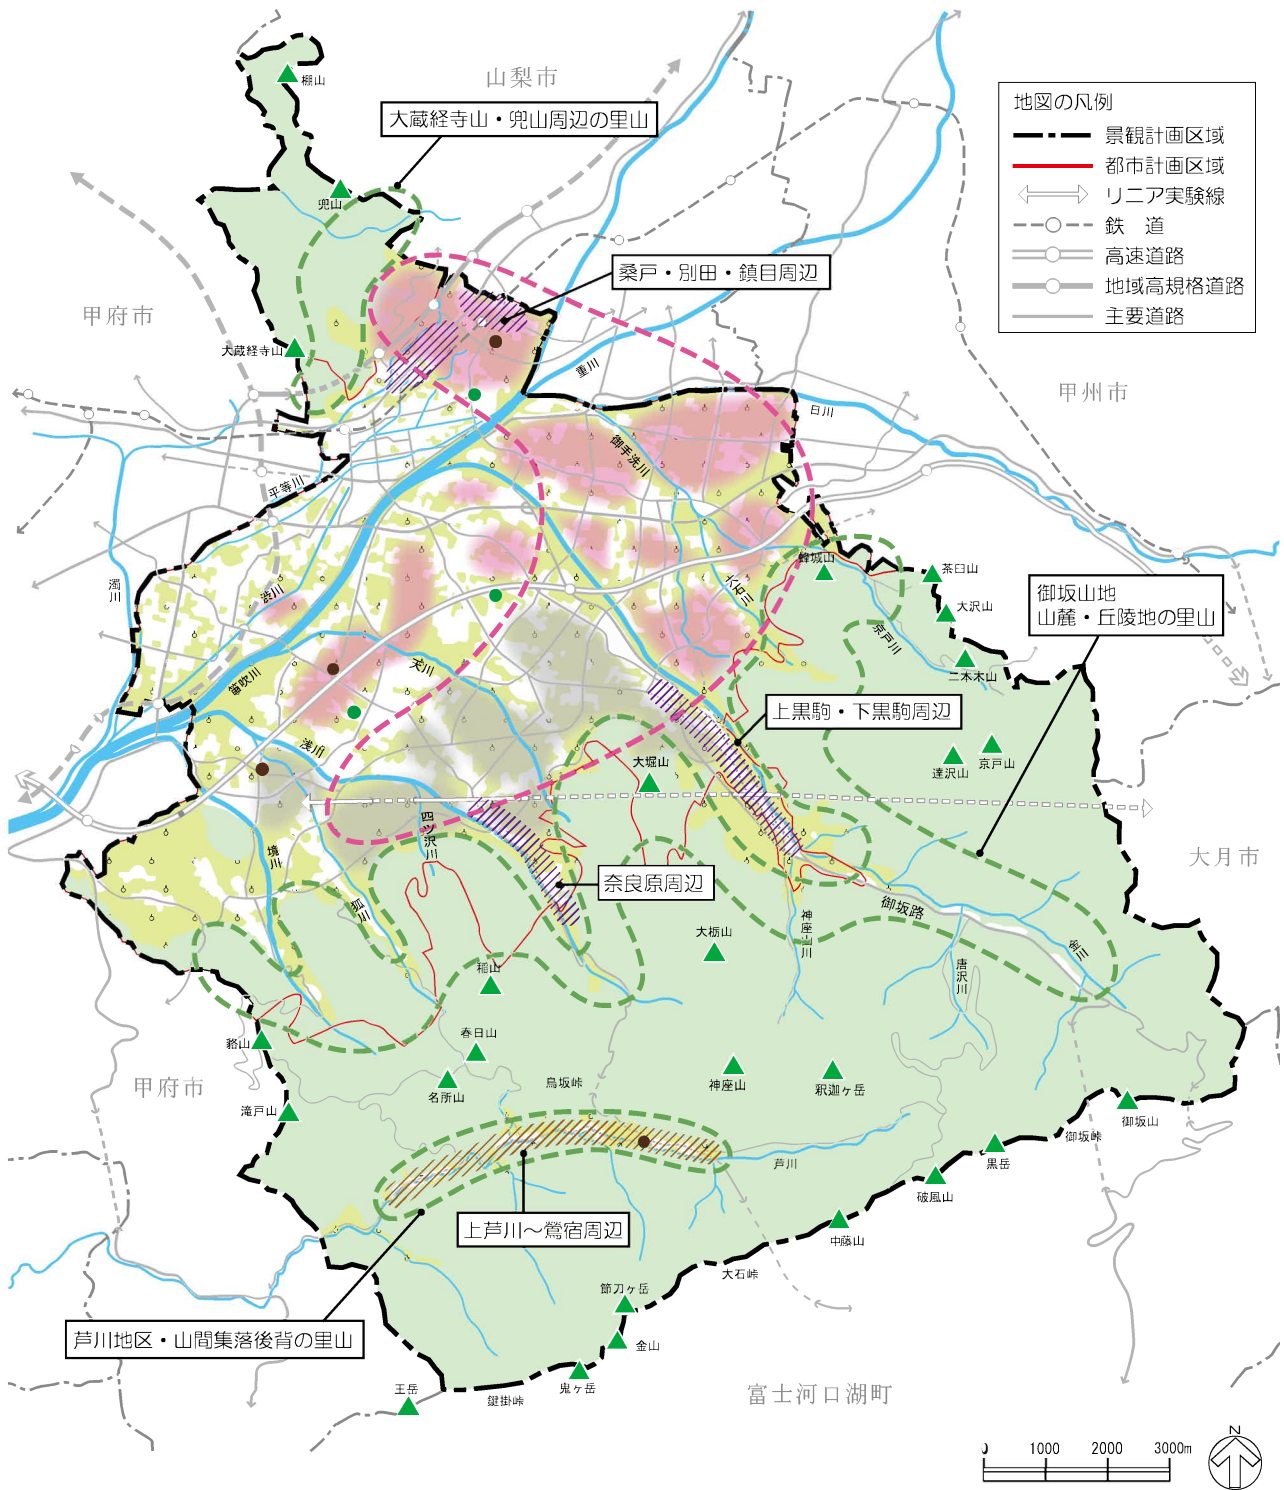 棚山
山梨市
大蔵経寺山・兜山周辺の里山
地図の凡例
景観計画区域
都市計画区域
リニア実験線
鉄　道
高速道路
地域高規格道路
主要道路
兜山
桑戸・別田・鎮目周辺
甲府市
大蔵経寺山
重川
甲州市
日川
御手洗川
平等川
濁川
渋川
蜂城山
茶臼山
大石川
大沢山
御坂山地
山麓・丘陵地の里山
京戸川
二本木山
天川
笛吹川
上黒駒・下黒駒周辺
浅川
達沢山
京戸山
大堀山
四ツ沢川
境川
大月市
奈良原周辺
狐川
御坂路
神座山川
大栃山
金川
唐沢川
稲山
春日山
甲府市
名所山
鳥坂峠
神座山
釈迦ヶ岳
滝戸山
御坂山
御坂峠
黒岳
芦川
破風山
上芦川～鶯宿周辺
中藤山
大石峠
節刀ヶ岳
芦川地区・山間集落後背の里山
金山
鬼ヶ岳
王岳
鍵掛峠
富士河口湖町
N
0 1000 2000 3000m